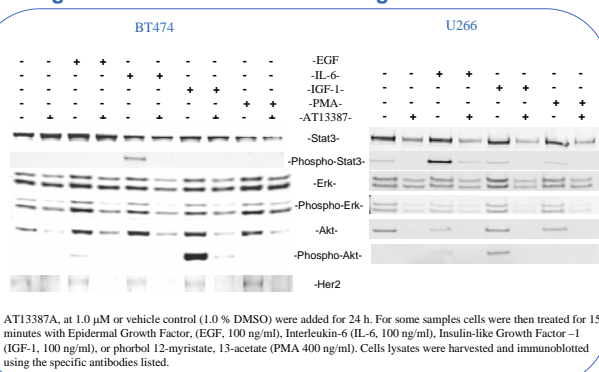 BT474
U266
- - + + - - - - - - -EGF - - - - - - - -
- - - - + + - - - - -IL-6- - - + + - - - -
- - - - - - + + - - -IGF-1- - - - - + + - -
- - - - - - - - + + -PMA- - - - - - - + +
- + - + - + - + - + -AT13387- - + - + - + - +
-Stat3-
-Phospho-Stat3-
-Erk-
-Phospho-Erk-
-Akt-
-Phospho-Akt-
-Her2
AT13387A, at 1.0 μM or vehicle control (1.0 % DMSO) were added for 24 h. For some samples cells were then treated for 15
minutes with Epidermal Growth Factor, (EGF, 100 ng/ml), Interleukin-6 (IL-6, 100 ng/ml), Insulin-like Growth Factor –1
(IGF-1, 100 ng/ml), or phorbol 12-myristate, 13-acetate (PMA 400 ng/ml). Cells lysates were harvested and immunoblotted
using the specific antibodies listed.